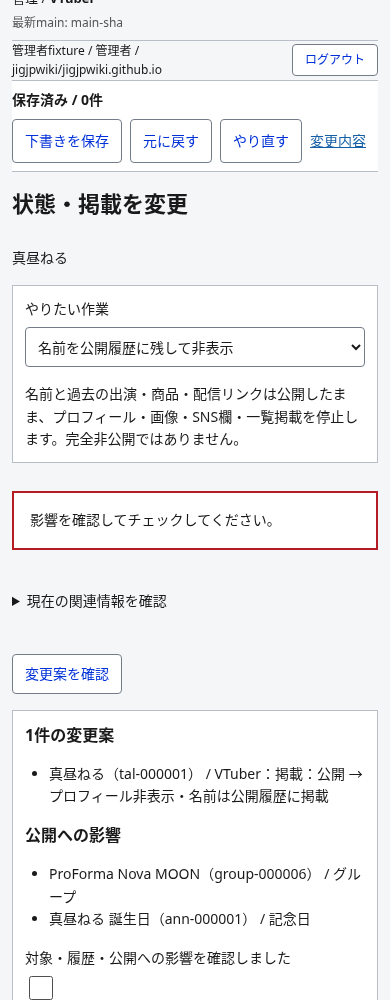 管理 / VTuber
最新main: main-sha
管理者fixture / 管理者 /
jigjpwiki/jigjpwiki.github.io
ログアウト
保存済み / 0件
下書きを保存
元に戻す
やり直す
変更内容
状態・掲載を変更
真昼ねる
やりたい作業
名前を公開履歴に残して非表示
名前と過去の出演・商品・配信リンクは公開したま
ま、プロフィール・画像・SNS欄・一覧掲載を停止し
ます。完全非公開ではありません。
影響を確認してチェックしてください。
▶ 現在の関連情報を確認
変更案を確認
1件の変更案
• 真昼ねる（tal-000001） / VTuber：掲載：公開 →
プロフィール非表示・名前は公開履歴に掲載
公開への影響
• ProForma Nova MOON（group-000006） / グル
ープ
• 真昼ねる 誕生日（ann-000001） / 記念日
対象・履歴・公開への影響を確認しました